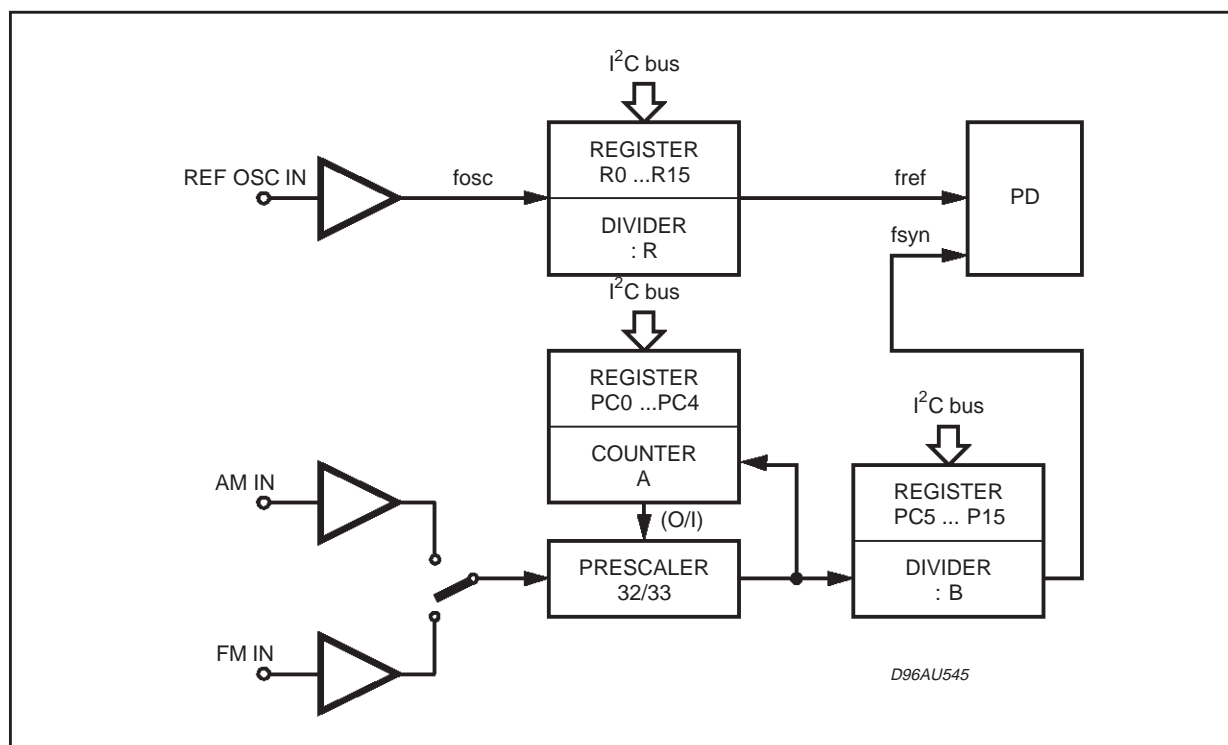 I²C bus
REGISTER
R0 ...R15
DIVIDER
: R
REF OSC IN
fosc
fref
fsyn
PD
I²C bus
REGISTER
PC0 ...PC4
COUNTER
A
(O/I)
AM IN
FM IN
PRESCALER
32/33
I²C bus
REGISTER
PC5 ... P15
DIVIDER
: B
D96AU545